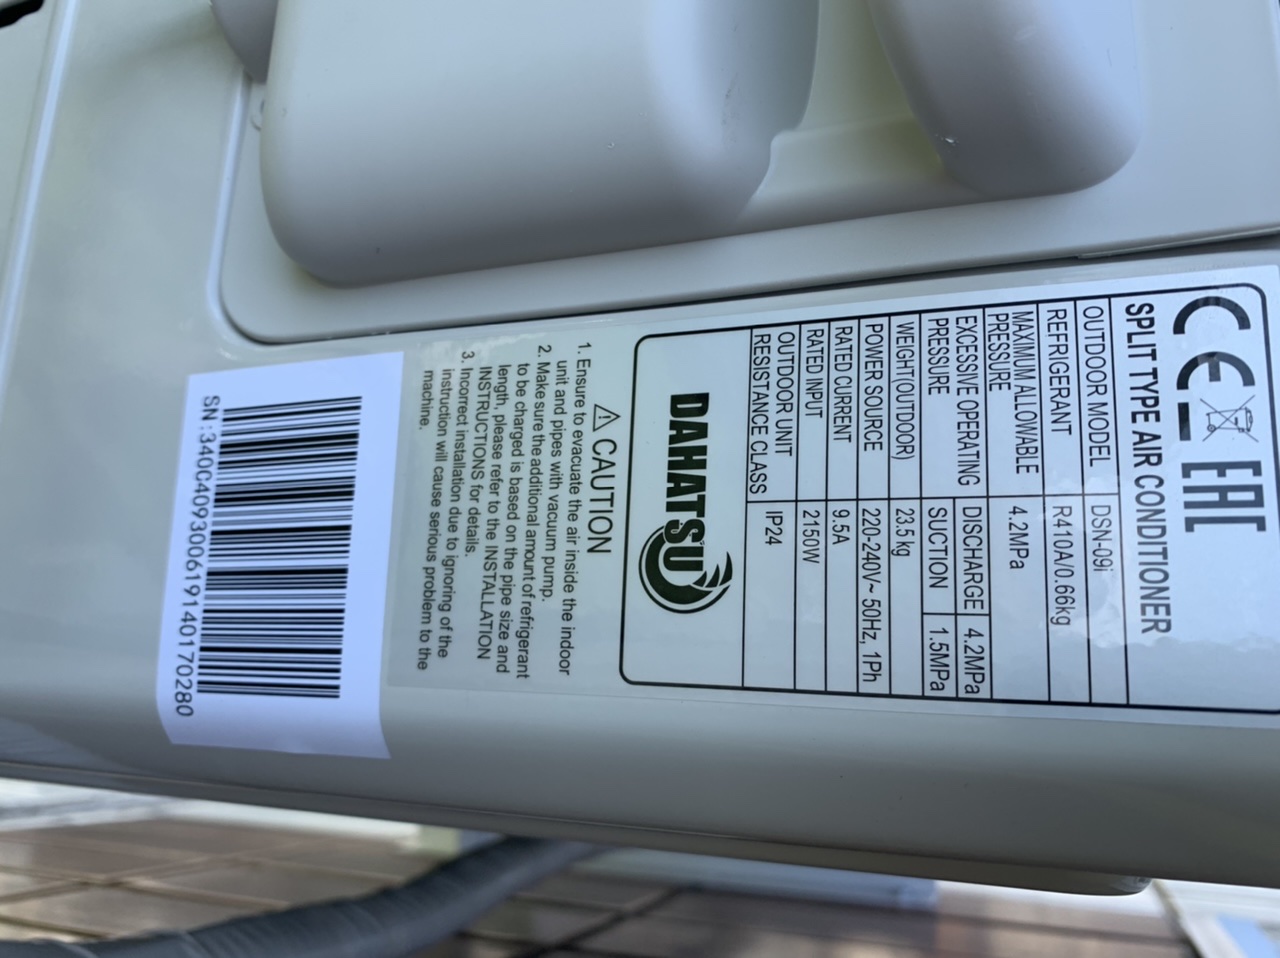 CE EAC
SPLIT TYPE AIR CONDITIONER
OUTDOOR MODEL DSN-09i
REFRIGERANT R410A/0.66kg
MAXIMUM ALLOWABLE
PRESSURE 4.2MPa
EXCESSIVE OPERATING
PRESSURE DISCHARGE 4.2MPa
SUCTION 1.5MPa
WEIGHT(OUTDOOR) 23.5kg
POWER SOURCE 220-240V~ 50Hz, 1Ph
RATED CURRENT 9.5A
RATED INPUT 2150W
OUTDOOR UNIT
RESISTANCE CLASS IP24
DAHATSU
⚠ CAUTION
1. Ensure to evacuate the air inside the indoor
unit and pipes with vacuum pump.
2. Make sure the additional amount of refrigerant
to be charged is based on the pipe size and
length, please refer to the INSTALLATION
INSTRUCTIONS for details.
3. Incorrect installation due to ignoring of the
instruction will cause serious problem to the
machine.
SN:340C409300619140170280